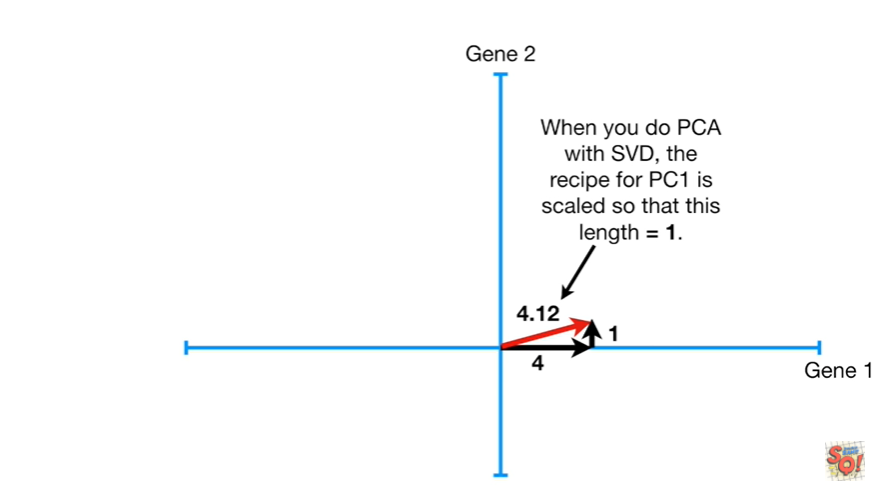 Gene 2
When you do PCA
with SVD, the
recipe for PC1 is
scaled so that this
length = 1.
4.12
1
4
Gene 1
SQ!